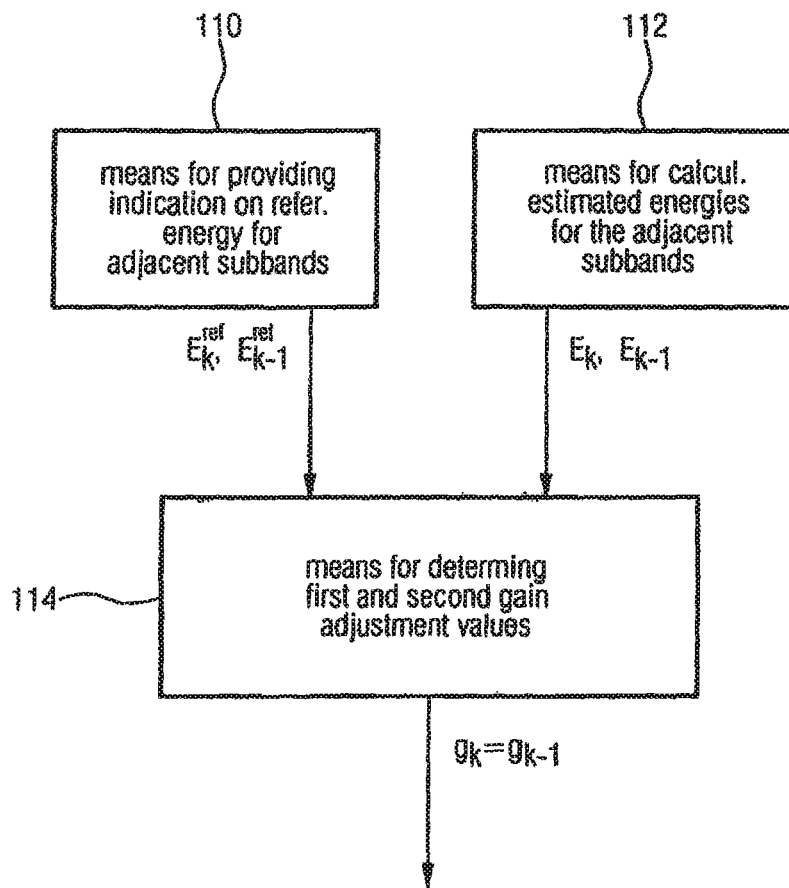 110
112
means for providing
indication on refer.
energy for
adjacent subbands
means for calcul.
estimated energies
for the adjacent
subbands
E_k^ref, E_k-1^ref
E_k, E_k-1
114
means for determing
first and second gain
adjustment values
g_k=g_k-1